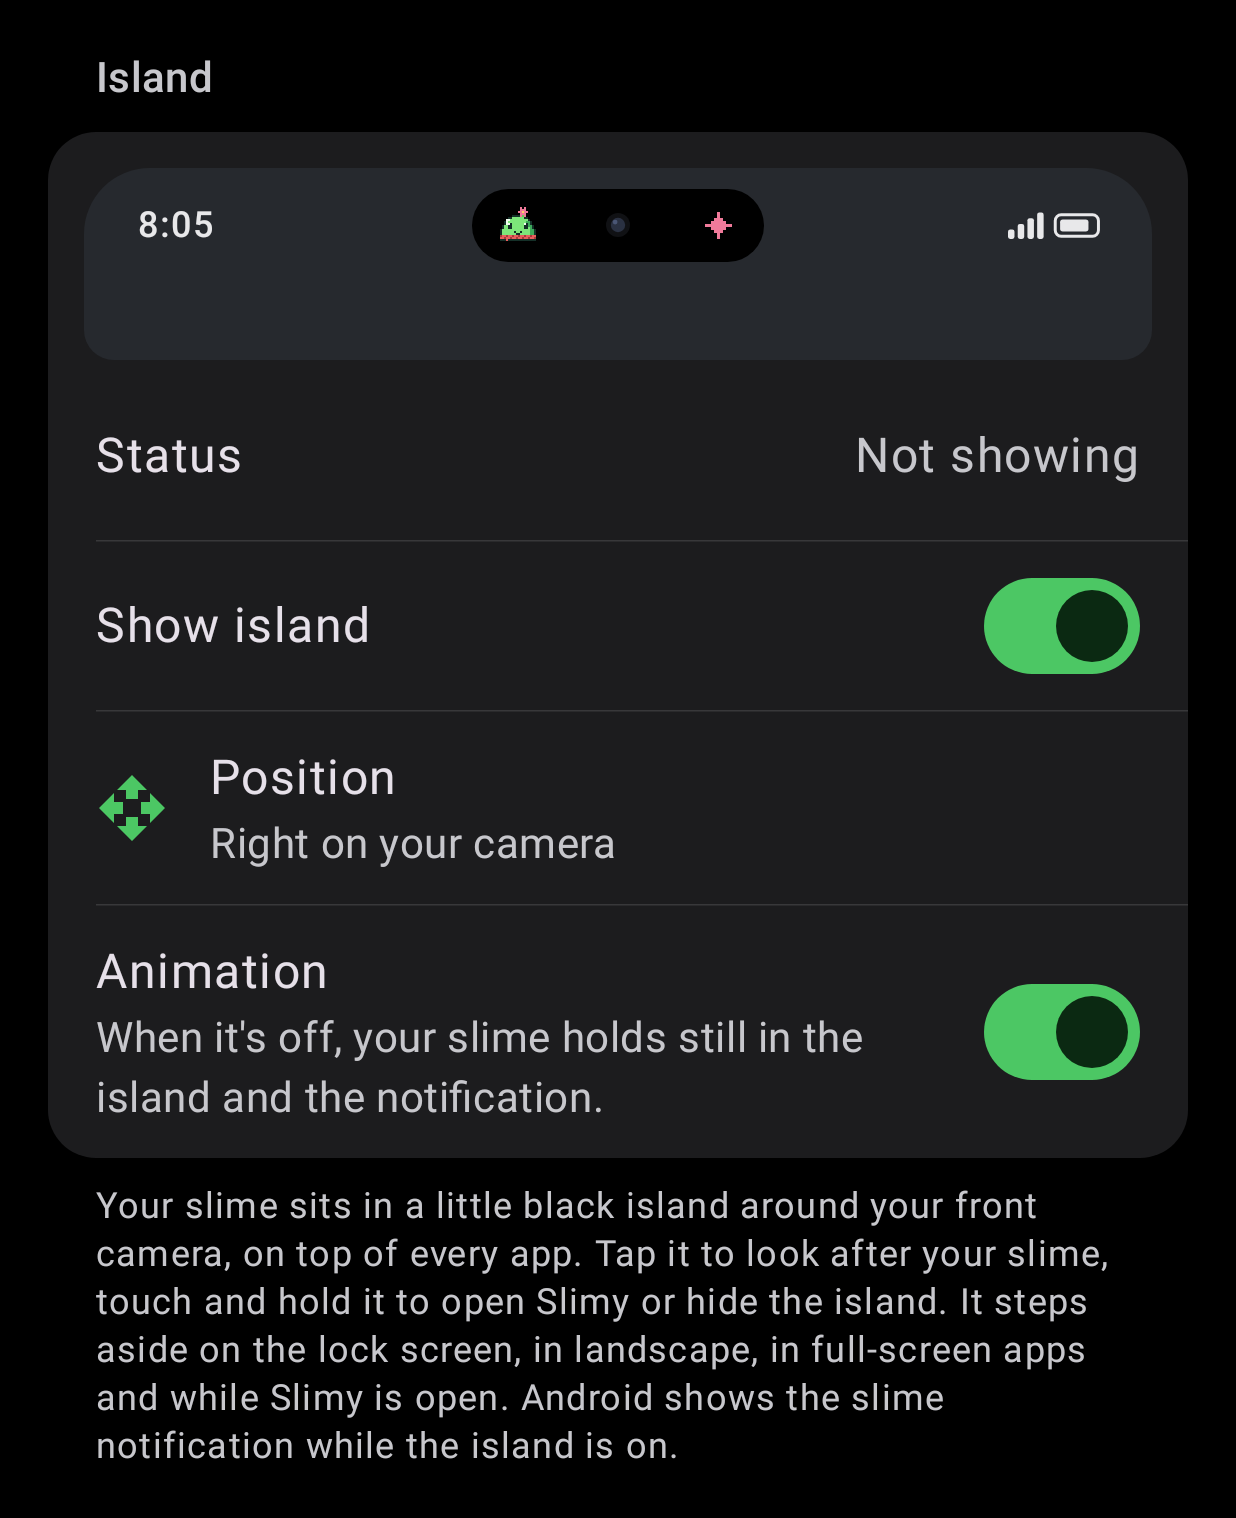 Island
8:05
Status
Not showing
Show island
Position
Right on your camera
Animation
When it's off, your slime holds still in the
island and the notification.
Your slime sits in a little black island around your front
camera, on top of every app. Tap it to look after your slime,
touch and hold it to open Slimy or hide the island. It steps
aside on the lock screen, in landscape, in full-screen apps
and while Slimy is open. Android shows the slime
notification while the island is on.